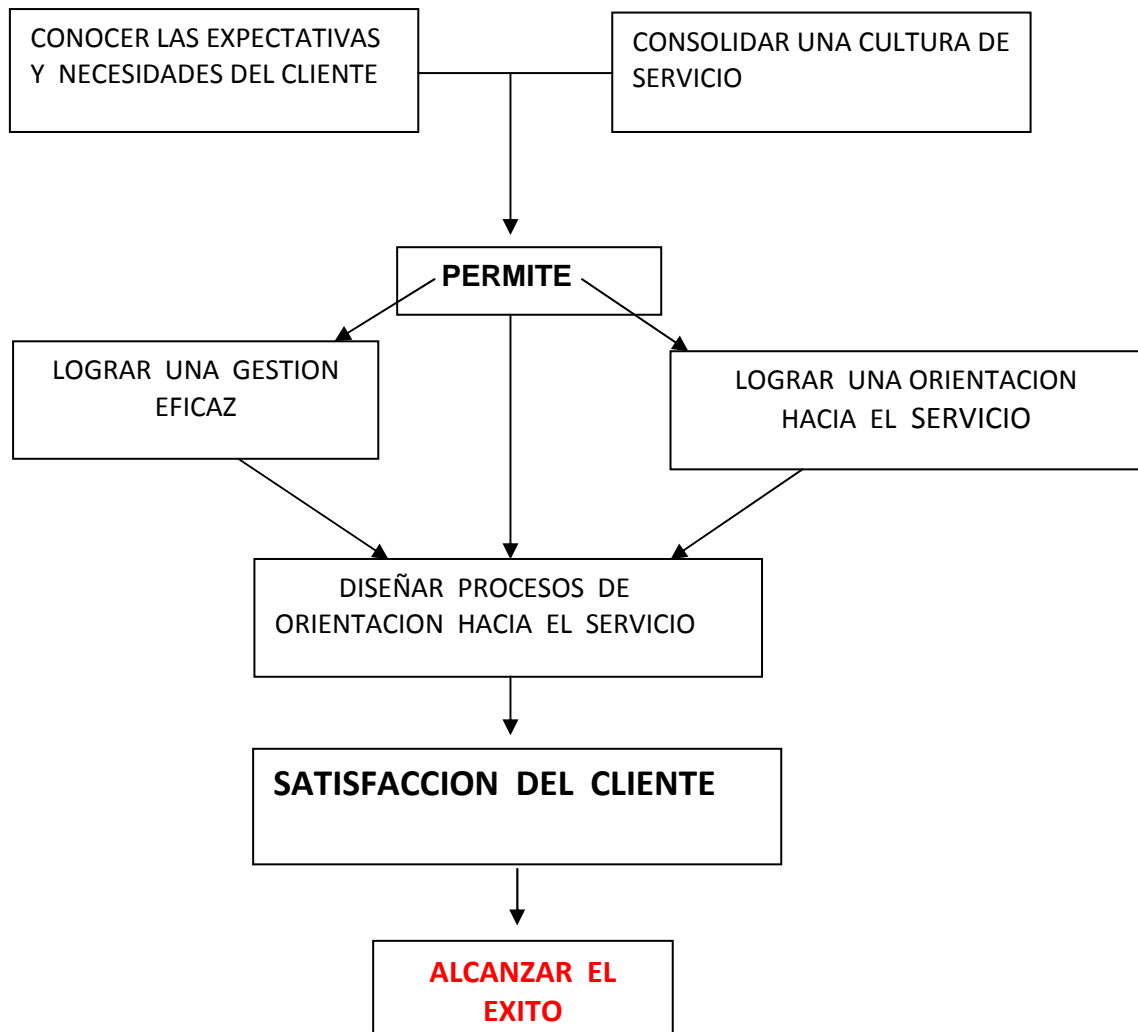 CONOCER LAS EXPECTATIVAS
Y NECESIDADES DEL CLIENTE
CONSOLIDAR UNA CULTURA DE
SERVICIO
PERMITE
LOGRAR UNA GESTION
EFICAZ
LOGRAR UNA ORIENTACION
HACIA EL SERVICIO
DISEÑAR PROCESOS DE
ORIENTACION HACIA EL SERVICIO
SATISFACCION DEL CLIENTE
ALCANZAR EL
EXITO